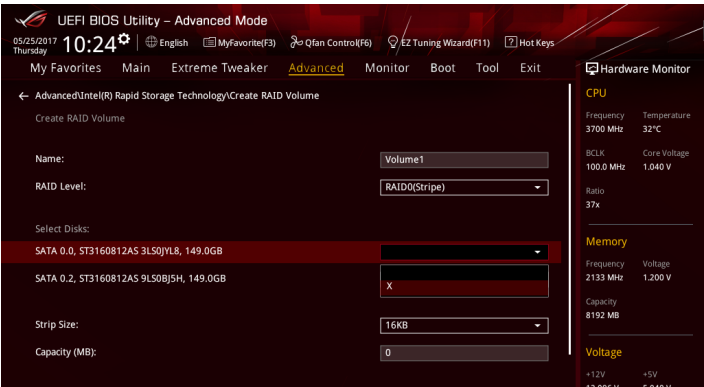 UEFI BIOS Utility – Advanced Mode
05/25/2017 Thursday 10:24 English MyFavorite(F3) Qfan Control(F6) EZ Tuning Wizard(F11) ? Hot Keys
My Favorites Main Extreme Tweaker Advanced Monitor Boot Tool Exit
Hardware Monitor
← Advanced\Intel(R) Rapid Storage Technology\Create RAID Volume
Create RAID Volume
Name: Volume1
RAID Level: RAID0(Stripe)
Select Disks:
SATA 0.0, ST3160812AS 3LS0JYL8, 149.0GB
SATA 0.2, ST3160812AS 9LS0BJ5H, 149.0GB
X
Strip Size: 16KB
Capacity (MB): 0
CPU
Frequency Temperature
3700 MHz 32°C
BCLK Core Voltage
100.0 MHz 1.040 V
Ratio
37x
Memory
Frequency Voltage
2133 MHz 1.200 V
Capacity
8192 MB
Voltage
+12V +5V